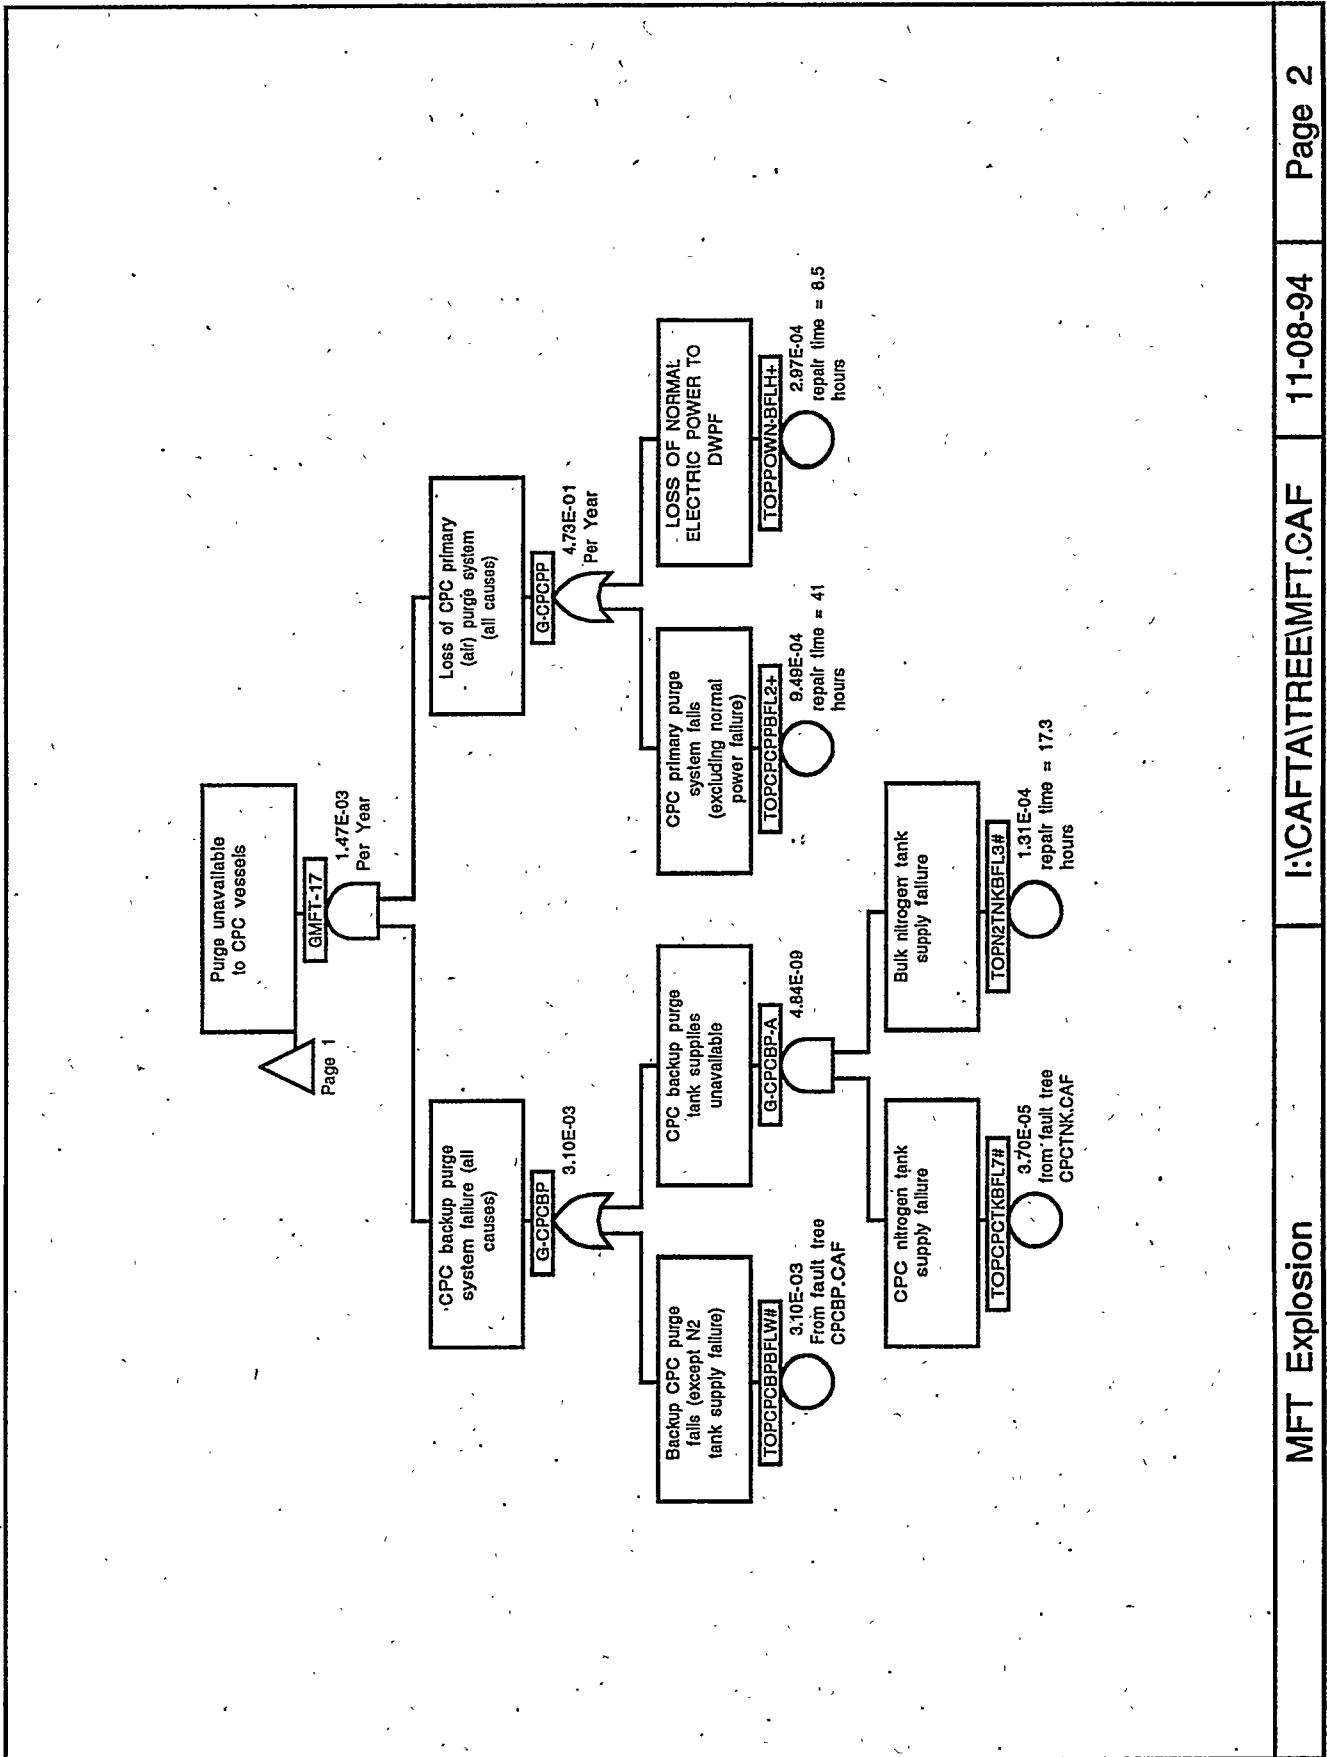 Purge unavailable
to CPC vessels
GMFT-17
1.47E-03
Per Year
Page 1
CPC backup purge
system failure (all
causes)
G-CPCBP
3.10E-03
Loss of CPC primary
(air) purge system
(all causes)
G-CPCPP
4.73E-01
Per Year
Backup CPC purge
fails (except N2
tank supply failure)
TOPCPCBPBFLW#
3.10E-03
From fault tree
CPCBP.CAF
CPC backup purge
tank supplies
unavailable
G-CPCBP-A
4.84E-09
CPC primary purge
system fails
(excluding normal
power failure)
TOPCPCPPBFL2+
9.49E-04
repair time = 41
hours
LOSS OF NORMAL
ELECTRIC POWER TO
DWPF
TOPPOWN-BFLH+
2.97E-04
repair time = 8.5
hours
CPC nitrogen tank
supply failure
TOPCPCTKBFL7#
3.70E-05
from fault tree
CPCTNK.CAF
Bulk nitrogen tank
supply failure
TOPN2TNKBFL3#
1.31E-04
repair time = 17.3
hours
MFT Explosion
I:\CAFTA\TREE\MFT.CAF
11-08-94
Page 2